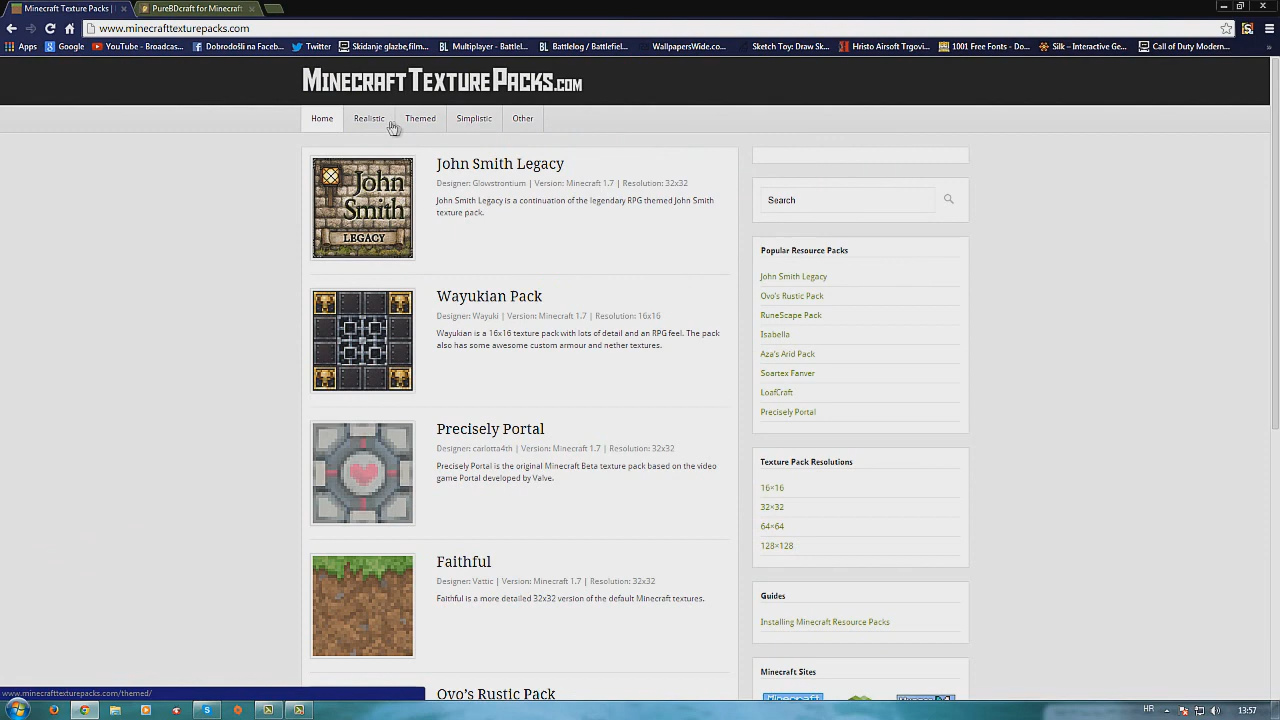 Minecraft Texture Packs |
PureBDcraft for Minecraft
www.minecrafttexturepacks.com
Apps
Google
YouTube - Broadcas...
Dobrodošli na Faceb...
Twitter
Skidanje glazbe,film...
Multiplayer - Battlel...
Battlelog / Battlefiel...
WallpapersWide.co...
Sketch Toy: Draw Sk...
Hristo Airsoft Trgovi...
1001 Free Fonts - Do...
Silk – Interactive Ge...
Call of Duty Modern...
MINECRAFTTEXTUREPACKS.COM
Home
Realistic
Themed
Simplistic
Other
John Smith Legacy
Designer: Glowstrontium | Version: Minecraft 1.7 | Resolution: 32x32
John Smith Legacy is a continuation of the legendary RPG themed John Smith
texture pack.
John
Smith
LEGACY
Wayukian Pack
Designer: Wayuki | Version: Minecraft 1.7 | Resolution: 16x16
Wayukian is a 16x16 texture pack with lots of detail and an RPG feel. The pack
also has some awesome custom armour and nether textures.
Precisely Portal
Designer: carlotta4th | Version: Minecraft 1.7 | Resolution: 32x32
Precisely Portal is the original Minecraft Beta texture pack based on the video
game Portal developed by Valve.
Faithful
Designer: Vattic | Version: Minecraft 1.7 | Resolution: 32x32
Faithful is a more detailed 32x32 version of the default Minecraft textures.
Ovo's Rustic Pack
Search
Popular Resource Packs
John Smith Legacy
Ovo's Rustic Pack
RuneScape Pack
Isabella
Aza's Arid Pack
Soartex Fanver
LoafCraft
Precisely Portal
Texture Pack Resolutions
16×16
32×32
64×64
128×128
Guides
Installing Minecraft Resource Packs
Minecraft Sites
www.minecrafttexturepacks.com/themed/
HR
13:57